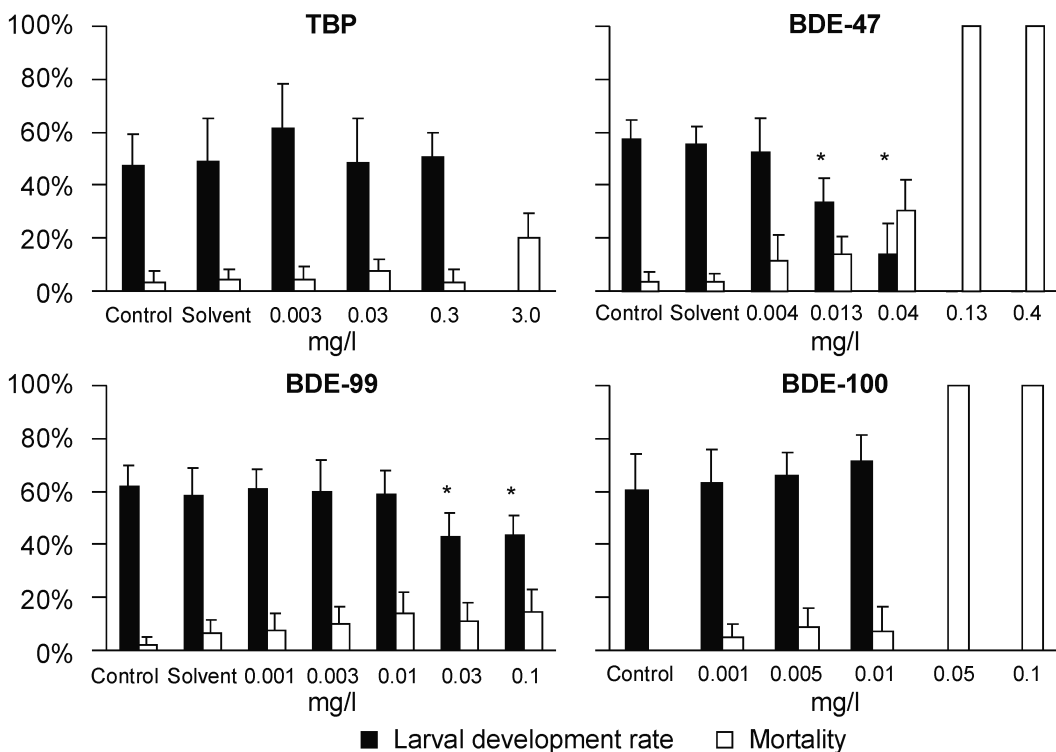 TBP
100%
80%
60%
40%
20%
0%
Control Solvent 0.003 0.03 0.3 3.0
mg/l
BDE-47
* *
Control Solvent 0.004 0.013 0.04 0.13 0.4
mg/l
BDE-99
100%
80%
60%
40%
20%
0%
* *
Control Solvent 0.001 0.003 0.01 0.03 0.1
mg/l
BDE-100
Control 0.001 0.005 0.01 0.05 0.1
mg/l
Larval development rate Mortality